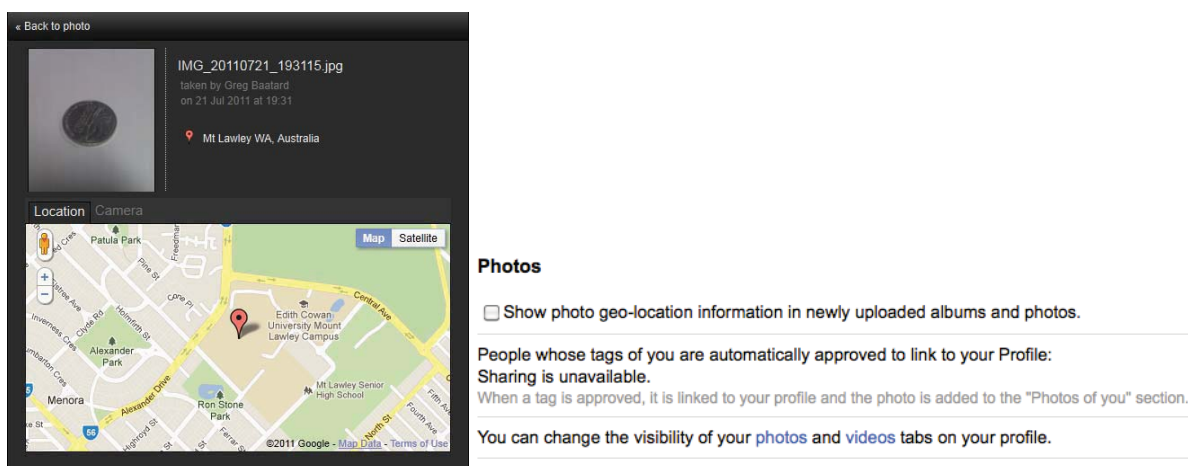 « Back to photo
IMG_20110721_193115.jpg
taken by Greg Baatard
on 21 Jul 2011 at 19:31
Mt Lawley WA, Australia
Location Camera
Map Satellite
Patula Park
Pine St
Central Ave
Edith Cowan
University Mount
Lawley Campus
Holmfirth St
Clyde Rd
Alexander
Park
Inverness Cres
Mt Lawley Senior
High School
Menora
Alexander Drive
Ron Stone
Park
Fourth Ave
North St
56
©2011 Google - Map Data - Terms of Use
Photos
Show photo geo-location information in newly uploaded albums and photos.
People whose tags of you are automatically approved to link to your Profile:
Sharing is unavailable.
When a tag is approved, it is linked to your profile and the photo is added to the "Photos of you" section.
You can change the visibility of your photos and videos tabs on your profile.